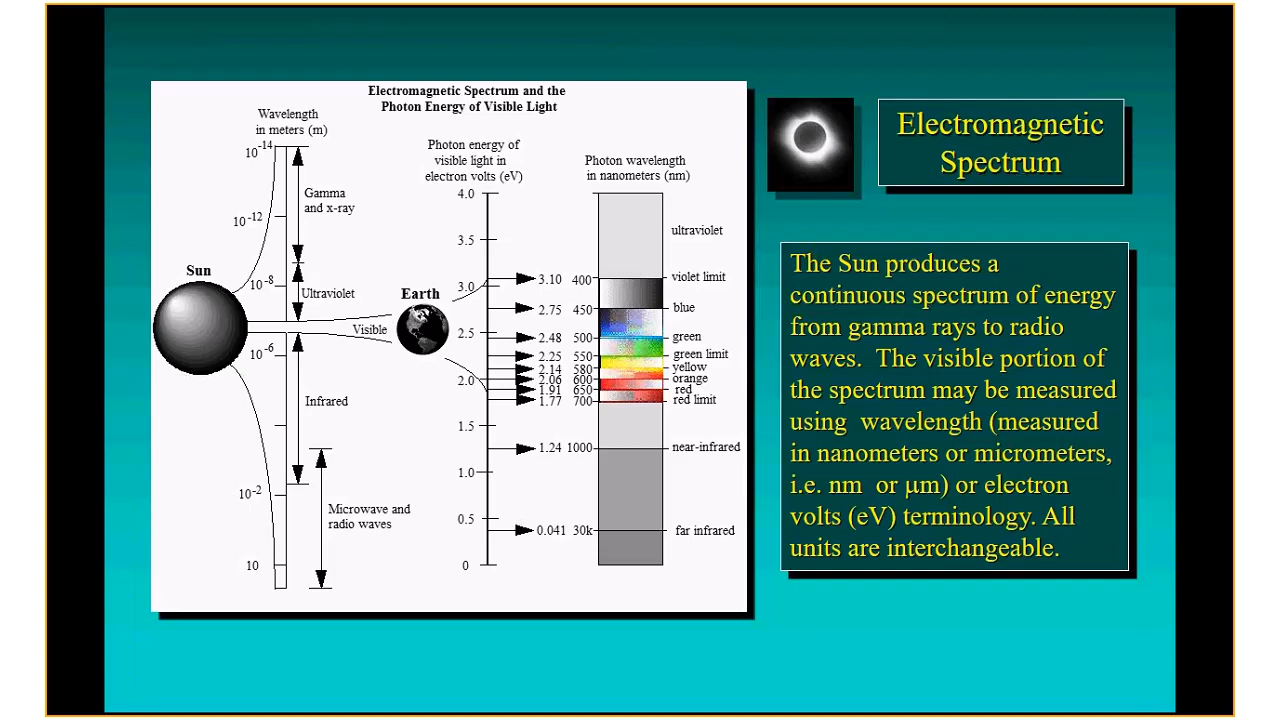 Electromagnetic Spectrum and the
Photon Energy of Visible Light
Wavelength
in meters (m)
10-14
10-12
10-8
10-6
10-2
10
Gamma
and x-ray
Ultraviolet
Visible
Infrared
Microwave and
radio waves
Sun
Earth
Photon energy of
visible light in
electron volts (eV)
4.0
3.5
3.0
2.5
2.0
1.5
1.0
0.5
0
Photon wavelength
in nanometers (nm)
ultraviolet
3.10 400 violet limit
2.75 450 blue
2.48 500 green
2.25 550 green limit
2.14 580 yellow
2.06 600 orange
1.91 650 red
1.77 700 red limit
1.24 1000 near-infrared
0.041 30k far infrared
Electromagnetic
Spectrum
The Sun produces a
continuous spectrum of energy
from gamma rays to radio
waves. The visible portion of
the spectrum may be measured
using wavelength (measured
in nanometers or micrometers,
i.e. nm or μm) or electron
volts (eV) terminology. All
units are interchangeable.